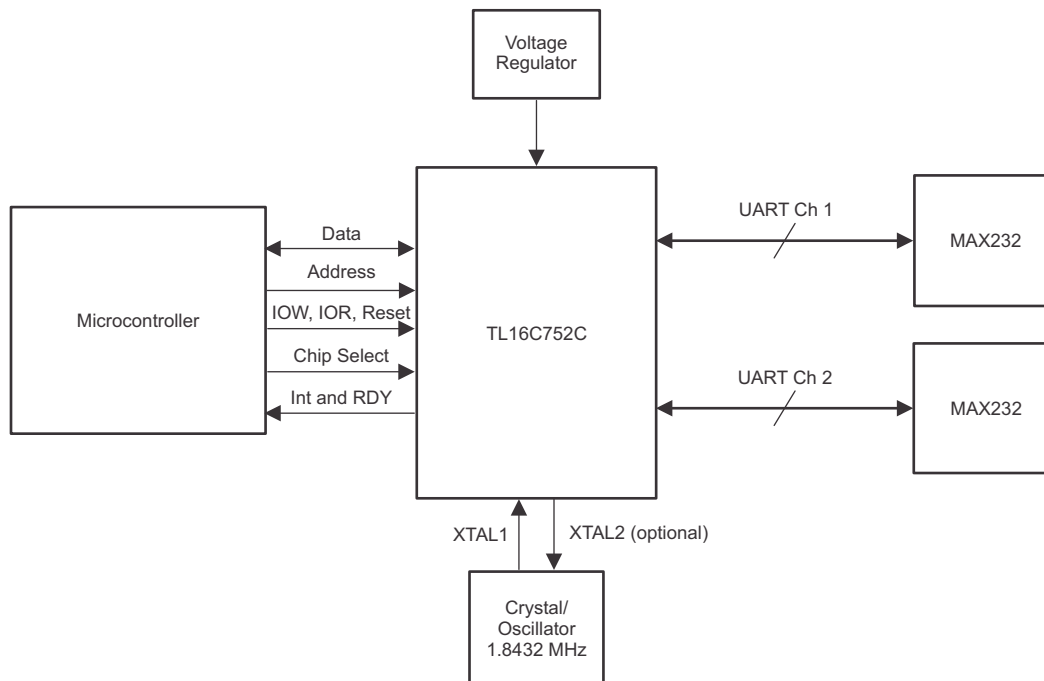 Voltage
Regulator
Data
Address
IOW, IOR, Reset
Chip Select
Int and RDY
Microcontroller
TL16C752C
UART Ch 1
MAX232
UART Ch 2
MAX232
XTAL1
XTAL2 (optional)
Crystal/
Oscillator
1.8432 MHz